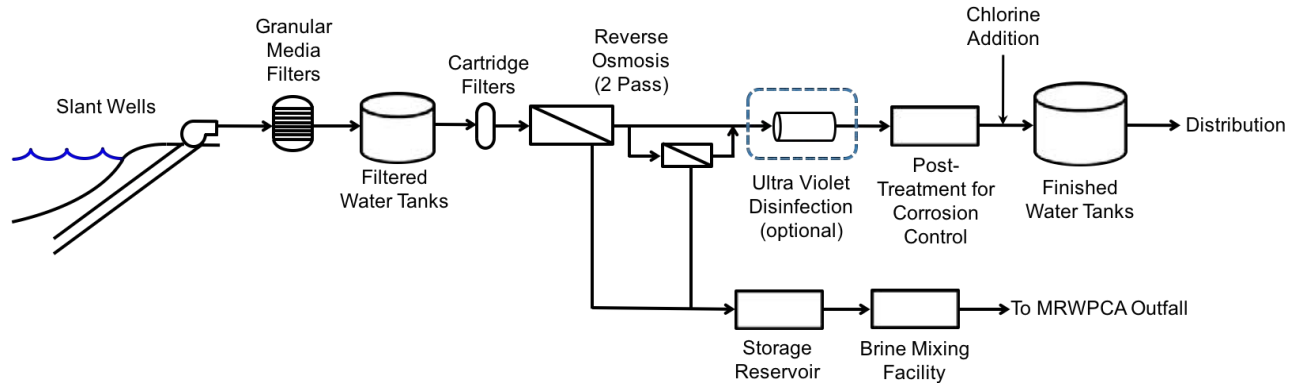 Slant Wells
Granular
Media
Filters
Filtered
Water Tanks
Cartridge
Filters
Reverse
Osmosis
(2 Pass)
Ultra Violet
Disinfection
(optional)
Post-
Treatment for
Corrosion
Control
Chlorine
Addition
Finished
Water Tanks
Distribution
Storage
Reservoir
Brine Mixing
Facility
To MRWPCA Outfall